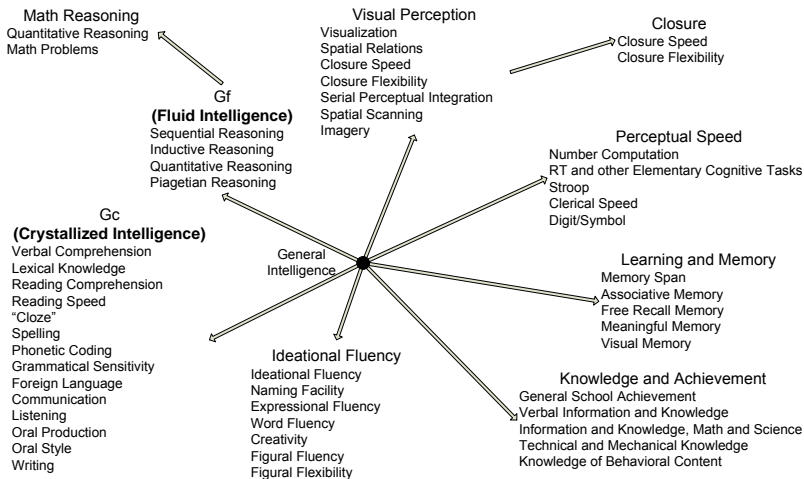 Math Reasoning
Quantitative Reasoning
Math Problems
Visual Perception
Visualization
Spatial Relations
Closure Speed
Closure Flexibility
Serial Perceptual Integration
Spatial Scanning
Imagery
Closure
Closure Speed
Closure Flexibility
Gf
(Fluid Intelligence)
Sequential Reasoning
Inductive Reasoning
Quantitative Reasoning
Piagetian Reasoning
Perceptual Speed
Number Computation
RT and other Elementary Cognitive Tasks
Stroop
Clerical Speed
Digit/Symbol
Gc
(Crystallized Intelligence)
Verbal Comprehension
Lexical Knowledge
Reading Comprehension
Reading Speed
“Cloze”
Spelling
Phonetic Coding
Grammatical Sensitivity
Foreign Language
Communication
Listening
Oral Production
Oral Style
Writing
General
Intelligence
Learning and Memory
Memory Span
Associative Memory
Free Recall Memory
Meaningful Memory
Visual Memory
Ideational Fluency
Ideational Fluency
Naming Facility
Expressional Fluency
Word Fluency
Creativity
Figural Fluency
Figural Flexibility
Knowledge and Achievement
General School Achievement
Verbal Information and Knowledge
Information and Knowledge, Math and Science
Technical and Mechanical Knowledge
Knowledge of Behavioral Content